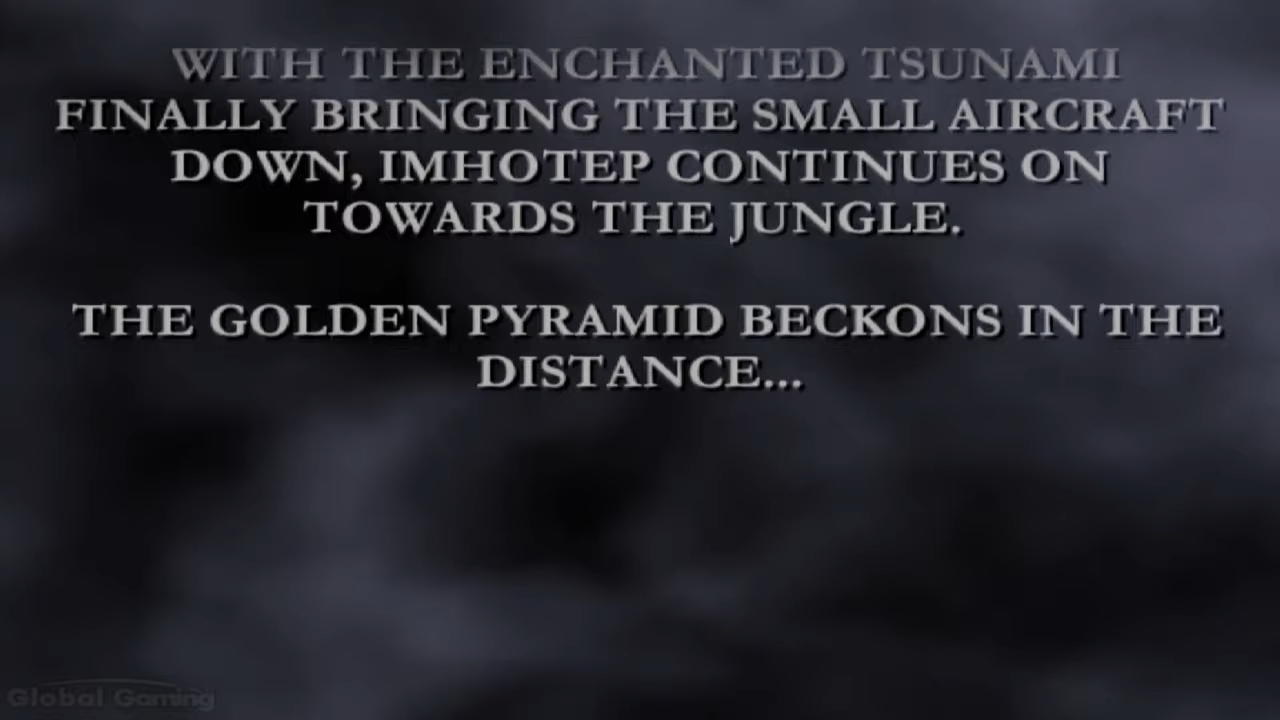 WITH THE ENCHANTED TSUNAMI
FINALLY BRINGING THE SMALL AIRCRAFT
DOWN, IMHOTEP CONTINUES ON
TOWARDS THE JUNGLE.
THE GOLDEN PYRAMID BECKONS IN THE
DISTANCE...
Global Gaming